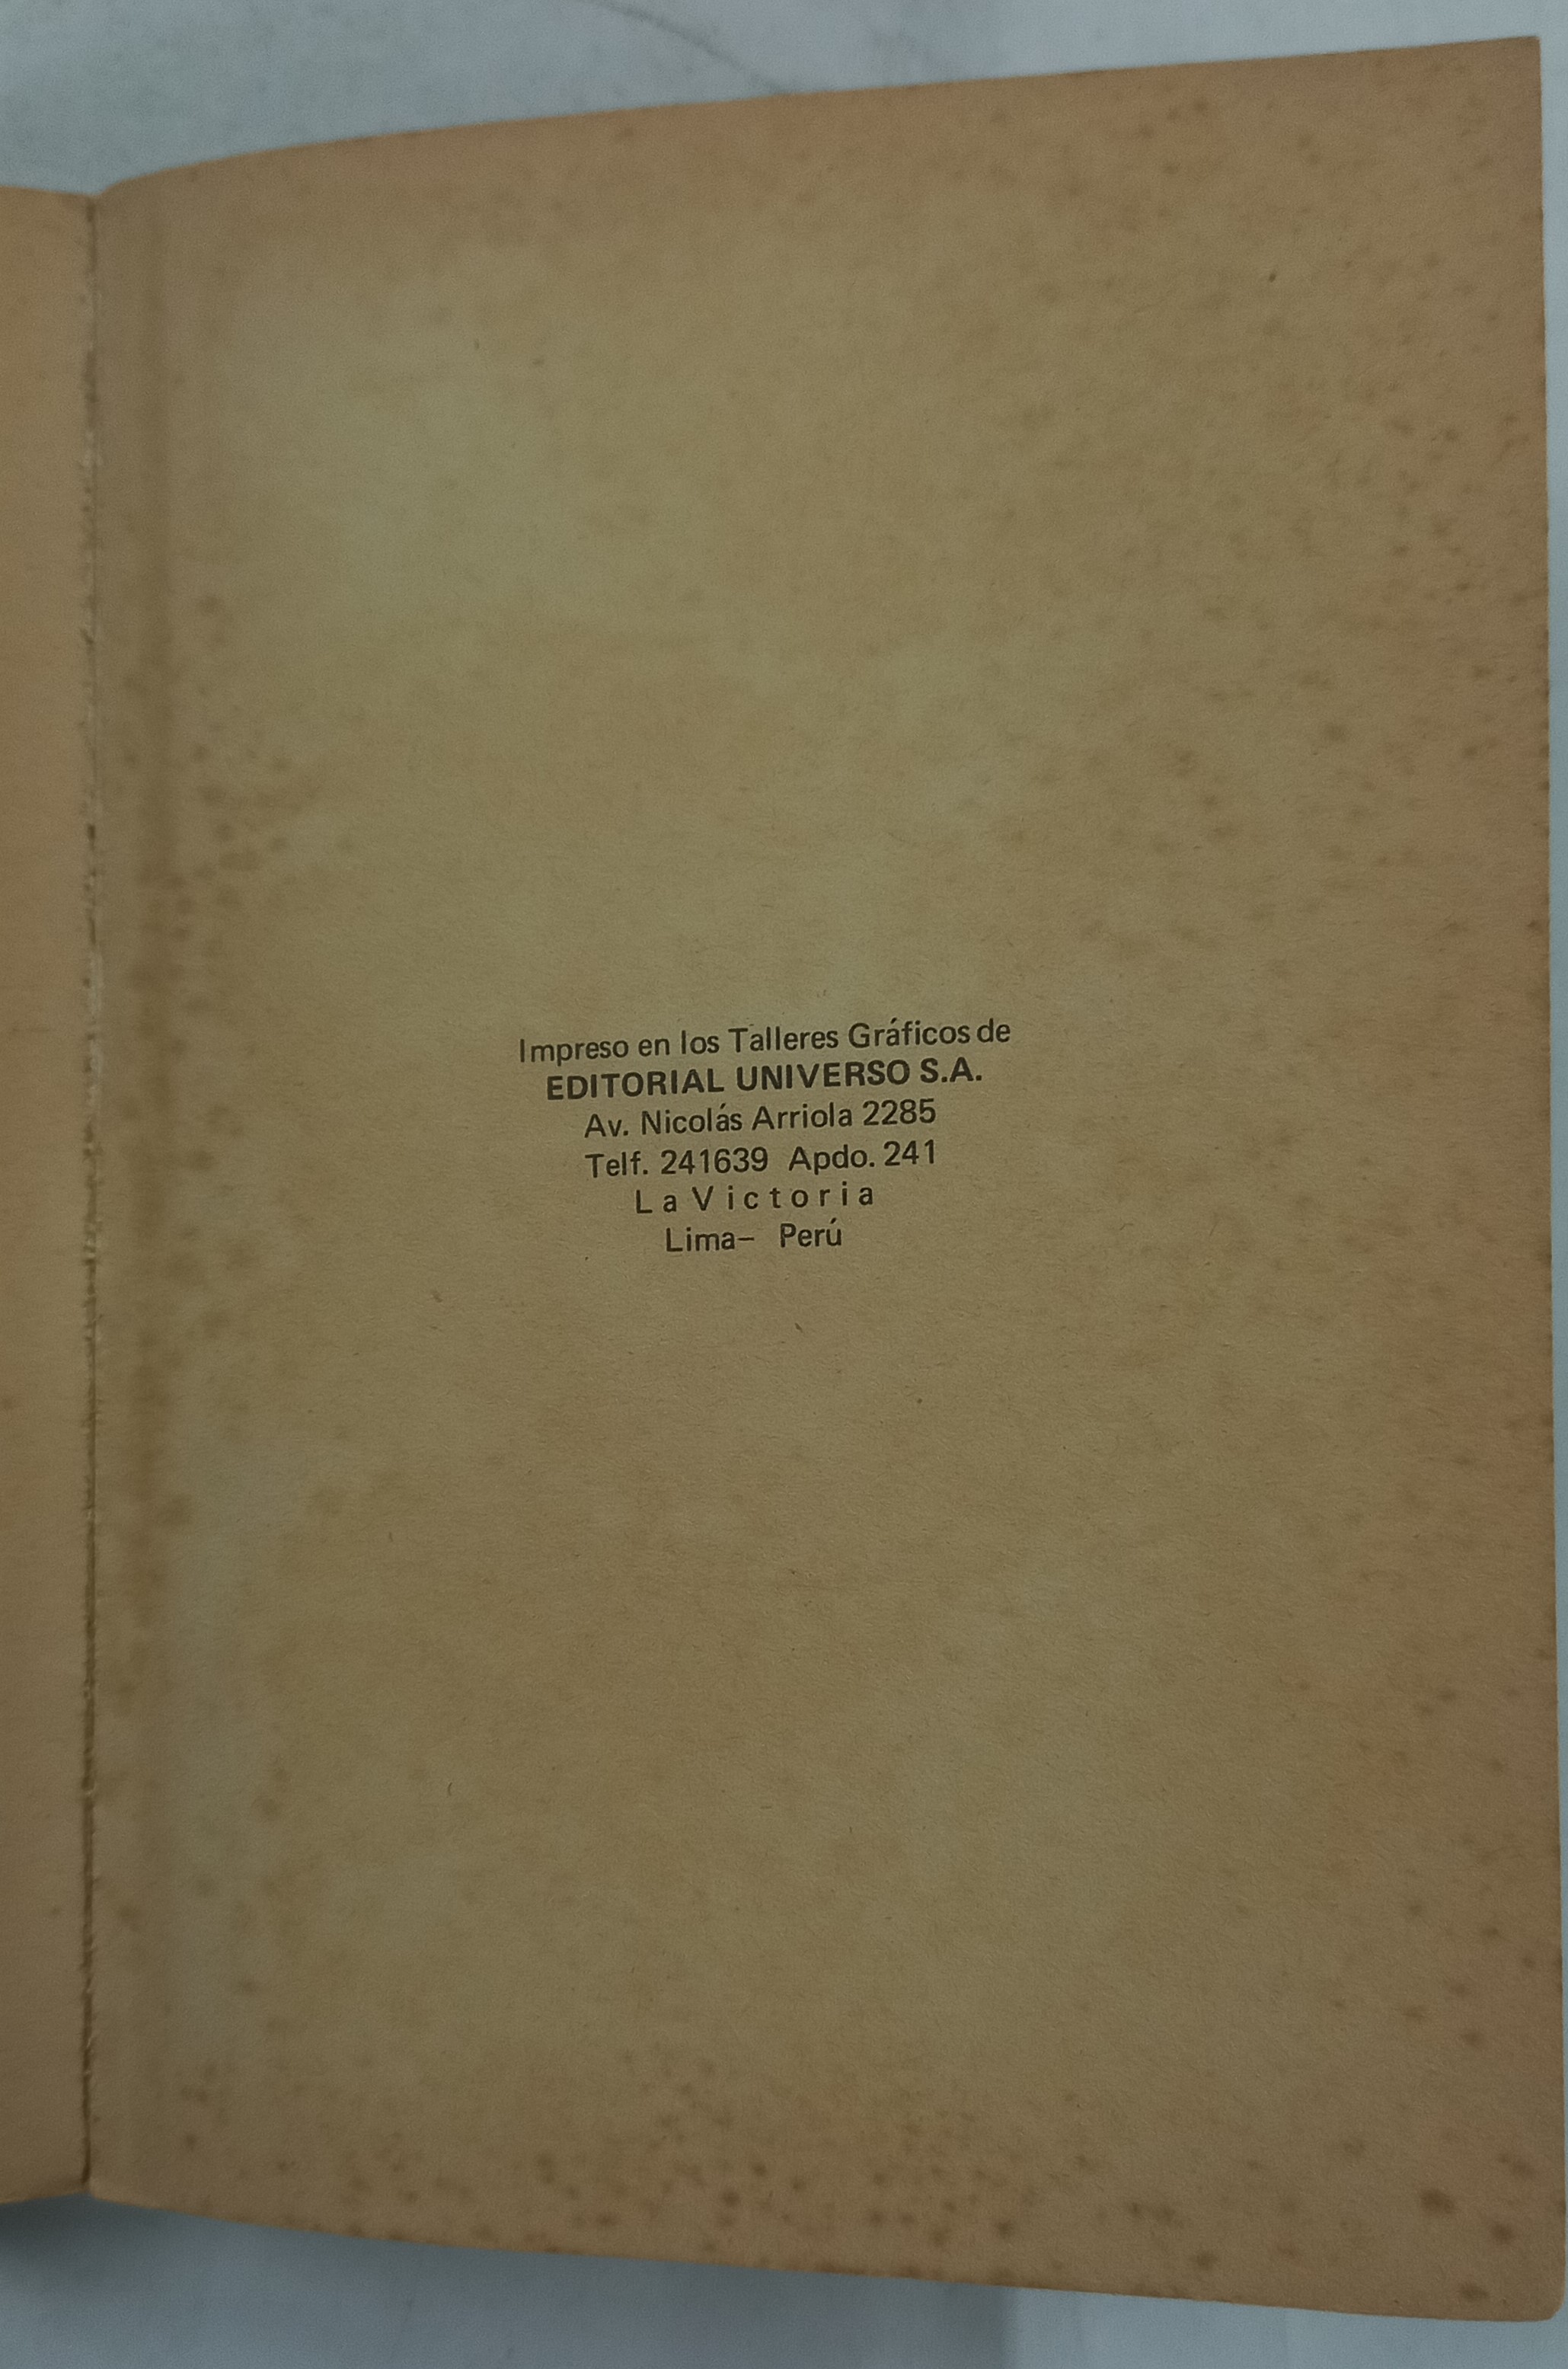 Impreso en los Talleres Gráficos de
EDITORIAL UNIVERSO S.A.
Av. Nicolás Arriola 2285
Telf. 241639 Apdo. 241
La Victoria
Lima– Perú